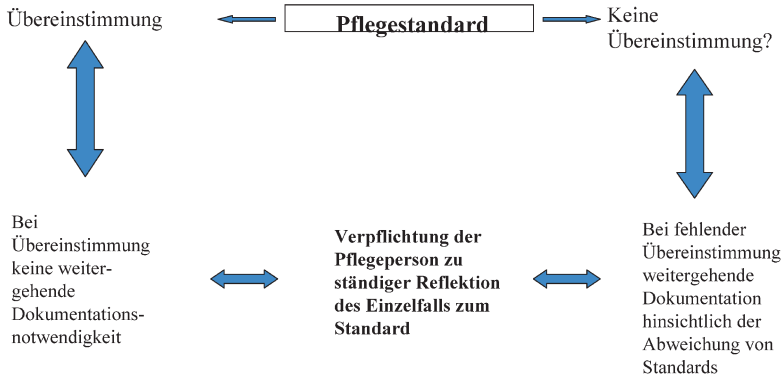 Übereinstimmung
Pflegestandard
Keine
Übereinstimmung?
Bei
Übereinstimmung
keine weiter-
gehende
Dokumentations-
notwendigkeit
Verpflichtung der
Pflegeperson zu
ständiger Reflektion
des Einzelfalls zum
Standard
Bei fehlender
Übereinstimmung
weitergehende
Dokumentation
hinsichtlich der
Abweichung von
Standards